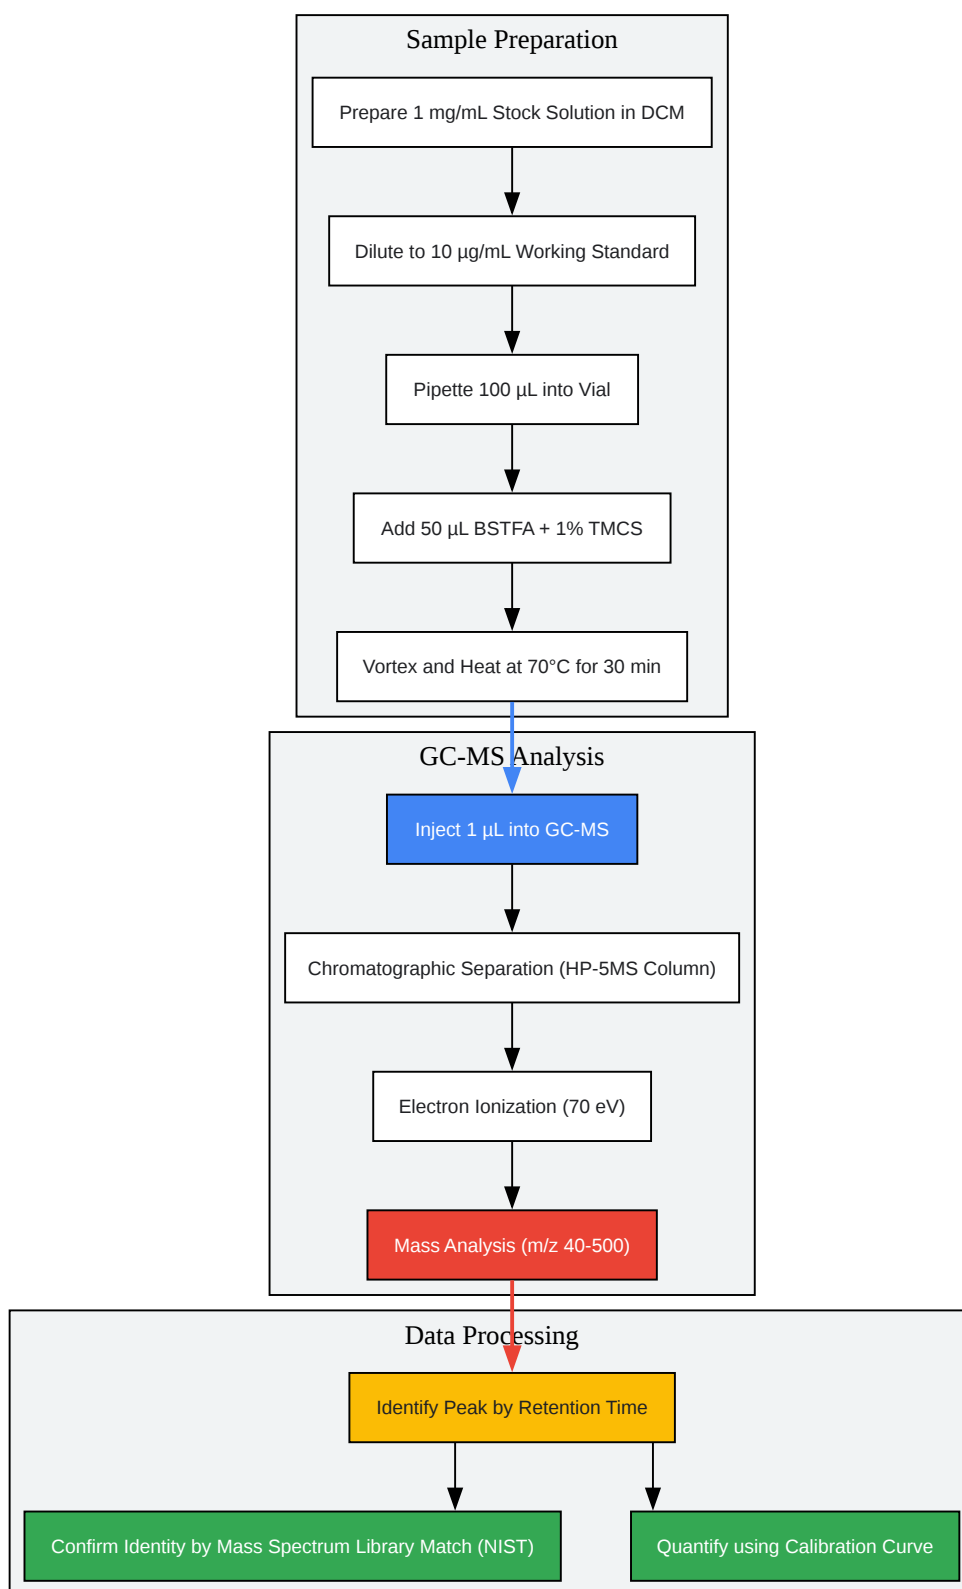 Sample Preparation
Prepare 1 mg/mL Stock Solution in DCM
Dilute to 10 µg/mL Working Standard
Pipette 100 µL into Vial
Add 50 µL BSTFA + 1% TMCS
Vortex and Heat at 70°C for 30 min
GC-MS Analysis
Inject 1 µL into GC-MS
Chromatographic Separation (HP-5MS Column)
Electron Ionization (70 eV)
Mass Analysis (m/z 40-500)
Data Processing
Identify Peak by Retention Time
Confirm Identity by Mass Spectrum Library Match (NIST)
Quantify using Calibration Curve